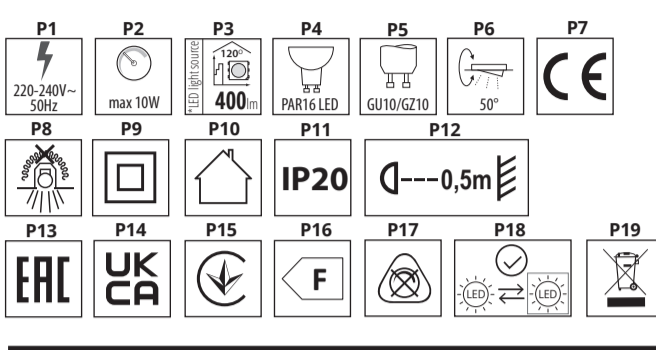 P1 P2 P3 P4 P5 P6 P7
220-240V~
50Hz
max 10W
*LED light source
120°
400lm
PAR16 LED
GU10/GZ10
50°
CE
P8 P9 P10 P11 P12
IP20
0,5m
P13 P14 P15 P16 P17 P18 P19
EAC
UK
CA
F
LED
LED